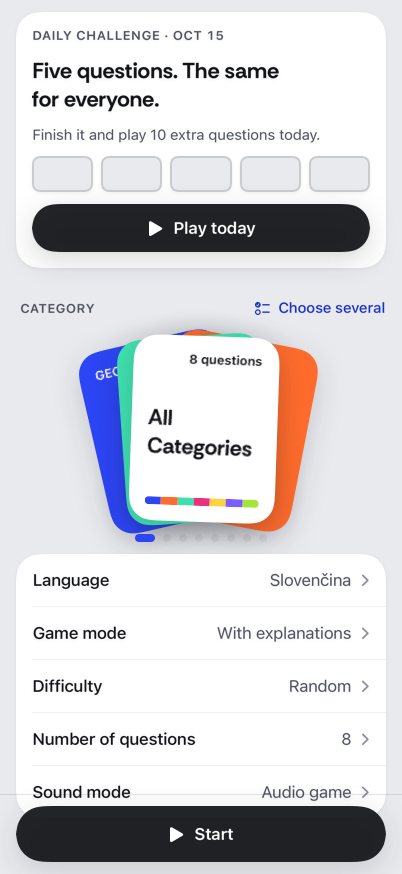 DAILY CHALLENGE · OCT 15
Five questions. The same
for everyone.
Finish it and play 10 extra questions today.
Play today
CATEGORY
Choose several
GEO
8 questions
All
Categories
Language
Slovenčina
Game mode
With explanations
Difficulty
Random
Number of questions
8
Sound mode
Audio game
Start